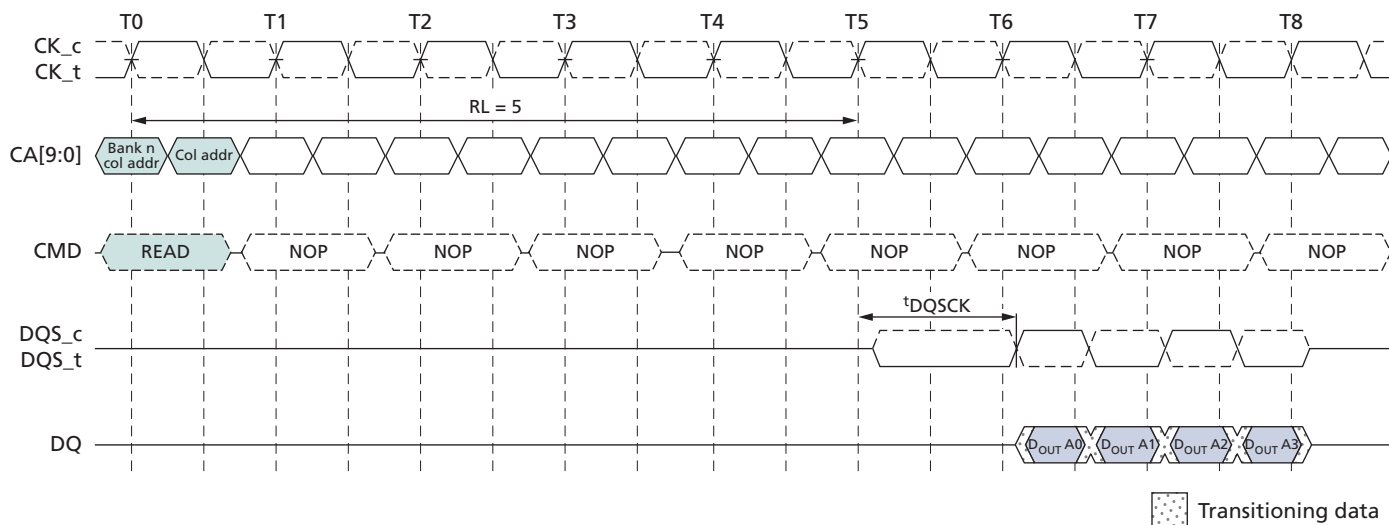 T0 T1 T2 T3 T4 T5 T6 T7 T8
CK_c
CK_t
RL = 5
CA[9:0]
Bank n
col addr
Col addr
CMD READ NOP NOP NOP NOP NOP NOP NOP NOP
tDQSCK
DQS_c
DQS_t
DQ DOUT A0 DOUT A1 DOUT A2 DOUT A3
Transitioning data